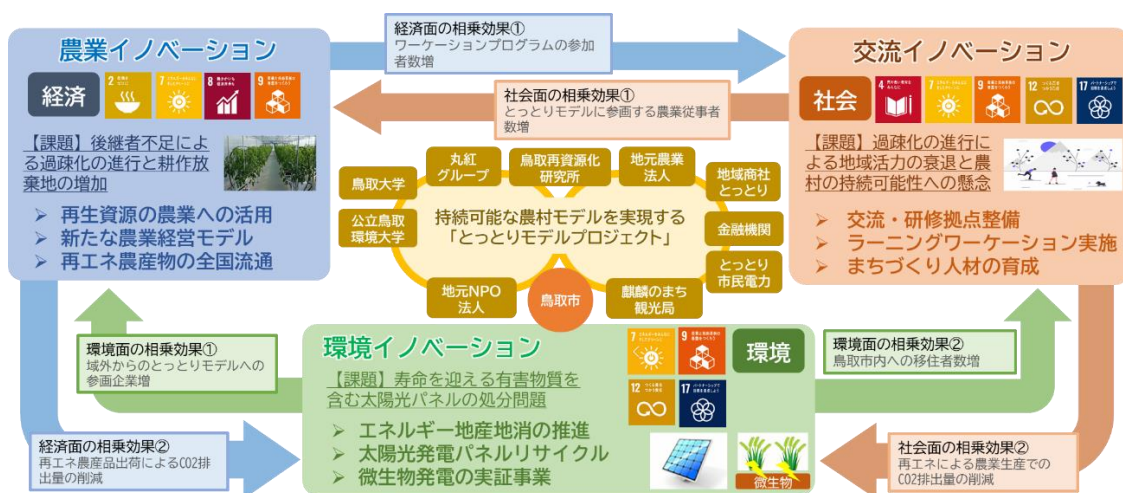 経済面の相乗効果①
ワーケーションプログラムの参加
者数増
社会面の相乗効果①
とっとりモデルに参画する農業従事者
数増
農業イノベーション
経済
2
7
8
9
【課題】後継者不足によ
る過疎化の進行と耕作放
棄地の増加
➢ 再生資源の農業への活用
➢ 新たな農業経営モデル
➢ 再エネ農産物の全国流通
交流イノベーション
社会
4
7
9
12
17
【課題】過疎化の進行に
よる地域活力の衰退と農
村の持続可能性への懸念
➢ 交流・研修拠点整備
➢ ラーニングワーケーション実施
➢ まちづくり人材の育成
鳥取大学
丸紅
グループ
鳥取再資源化
研究所
地元農業
法人
地域商社
とっとり
公立鳥取
環境大学
持続可能な農村モデルを実現する
「とっとりモデルプロジェクト」
金融機関
とっとり
市民電力
地元NPO
法人
鳥取市
麒麟のまち
観光局
環境面の相乗効果①
域外からのとっとりモデルへの
参画企業増
環境面の相乗効果②
鳥取市内への移住者数増
環境イノベーション
7
9
環境
12
17
【課題】寿命を迎える有害物質を
含む太陽光パネルの処分問題
➢ エネルギー地産地消の推進
➢ 太陽光発電パネルリサイクル
➢ 微生物発電の実証事業
微生物
経済面の相乗効果②
再エネ農産品出荷によるCO2排
出量の削減
社会面の相乗効果②
再エネによる農業生産での
CO2排出量の削減